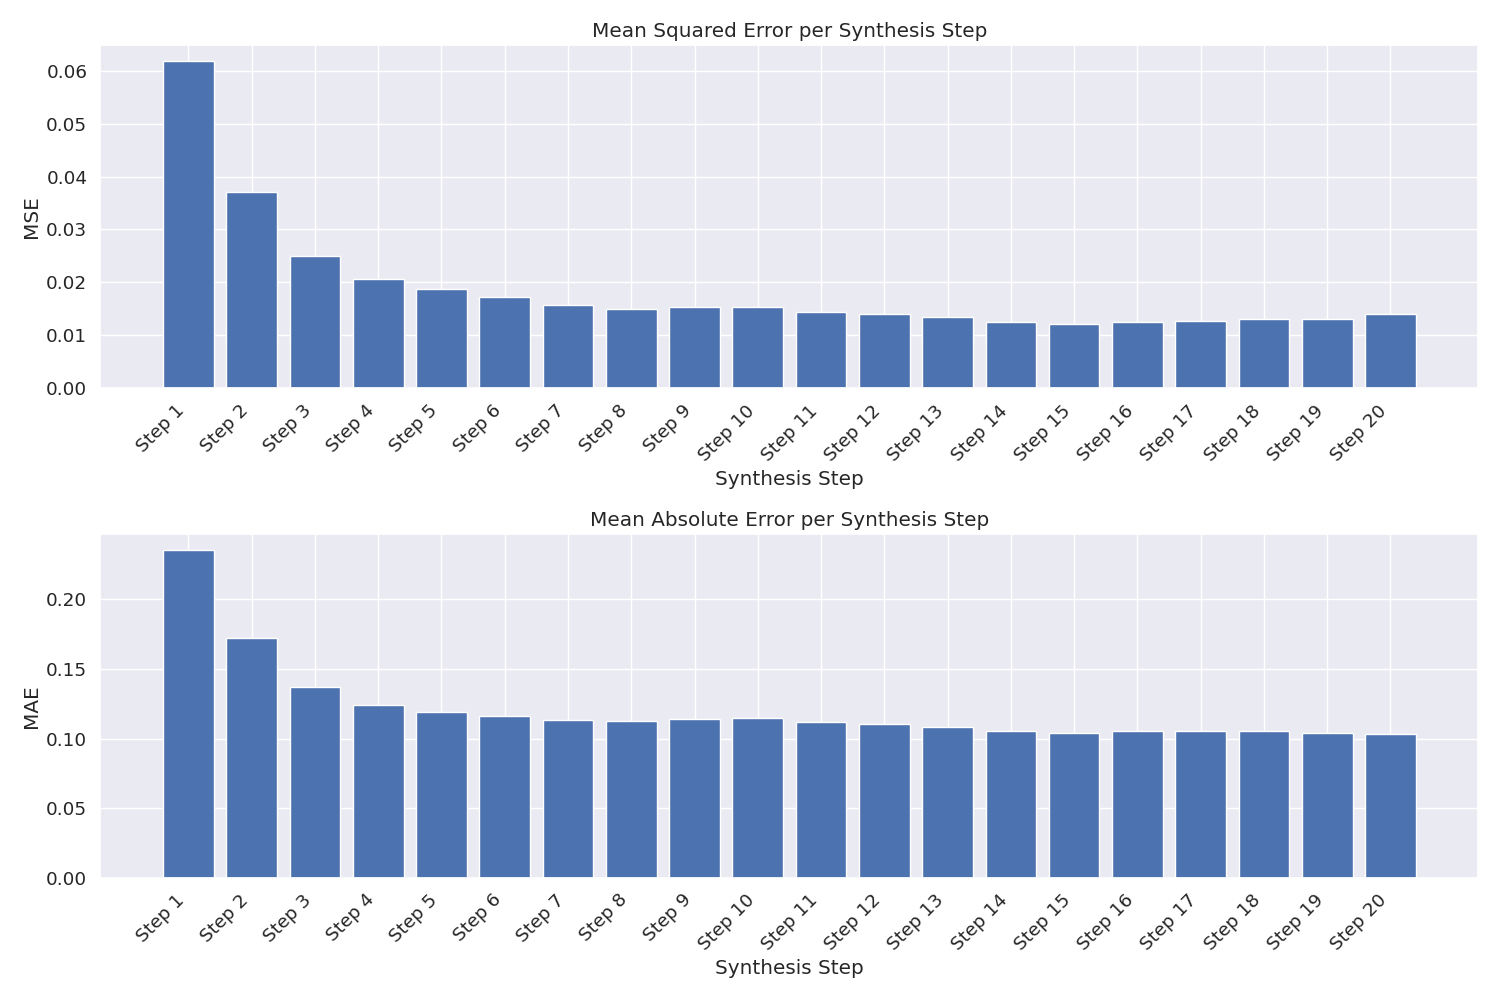 Mean Squared Error per Synthesis Step
MSE
0.06
0.05
0.04
0.03
0.02
0.01
0.00
Step 1
Step 2
Step 3
Step 4
Step 5
Step 6
Step 7
Step 8
Step 9
Step 10
Step 11
Step 12
Step 13
Step 14
Step 15
Step 16
Step 17
Step 18
Step 19
Step 20
Synthesis Step
Mean Absolute Error per Synthesis Step
MAE
0.20
0.15
0.10
0.05
0.00
Step 1
Step 2
Step 3
Step 4
Step 5
Step 6
Step 7
Step 8
Step 9
Step 10
Step 11
Step 12
Step 13
Step 14
Step 15
Step 16
Step 17
Step 18
Step 19
Step 20
Synthesis Step